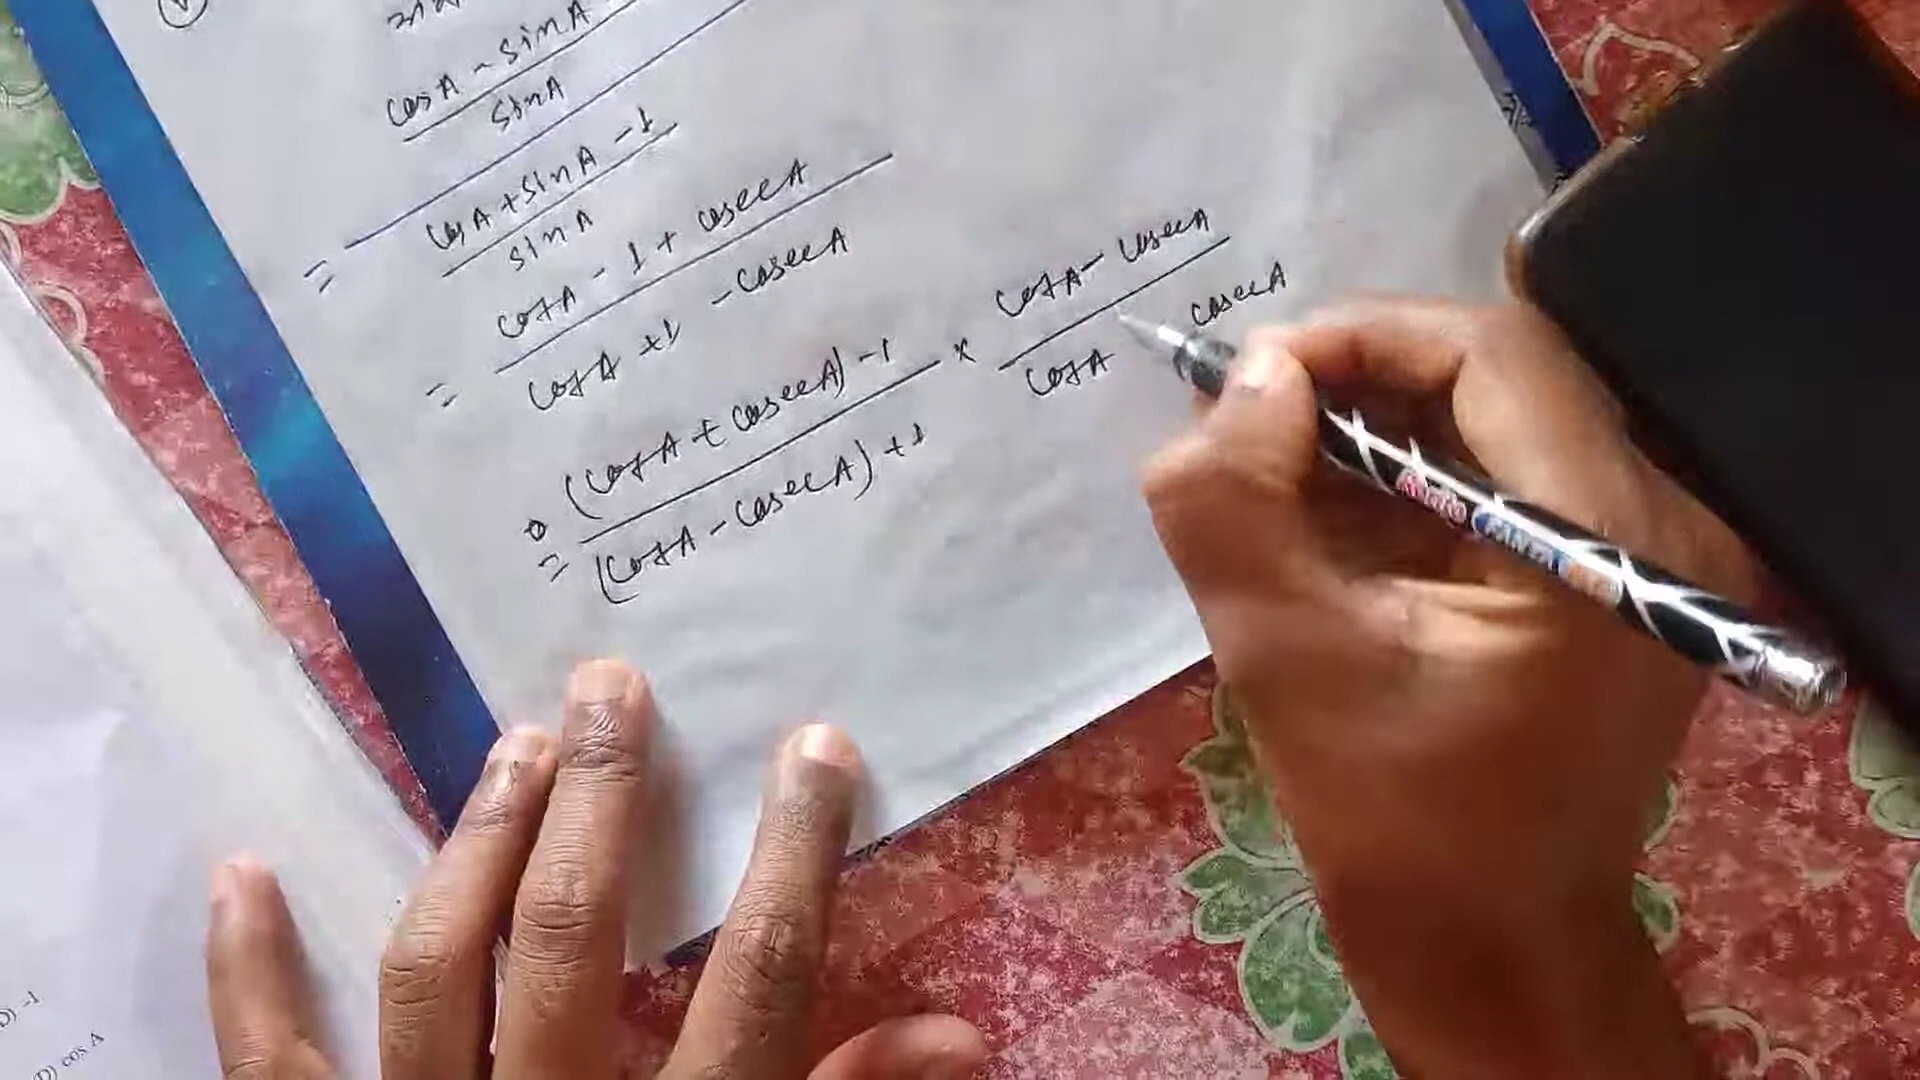 cosA - sinA
sinA
=
cosA + sinA - 1
sinA
= cotA - 1 + cosecA
cotA + 1 - cosecA
= (cotA + cosecA) - 1 × cotA - cosecA
(cotA - cosecA) + 1 cotA cosecA
D) -1
D) cos A